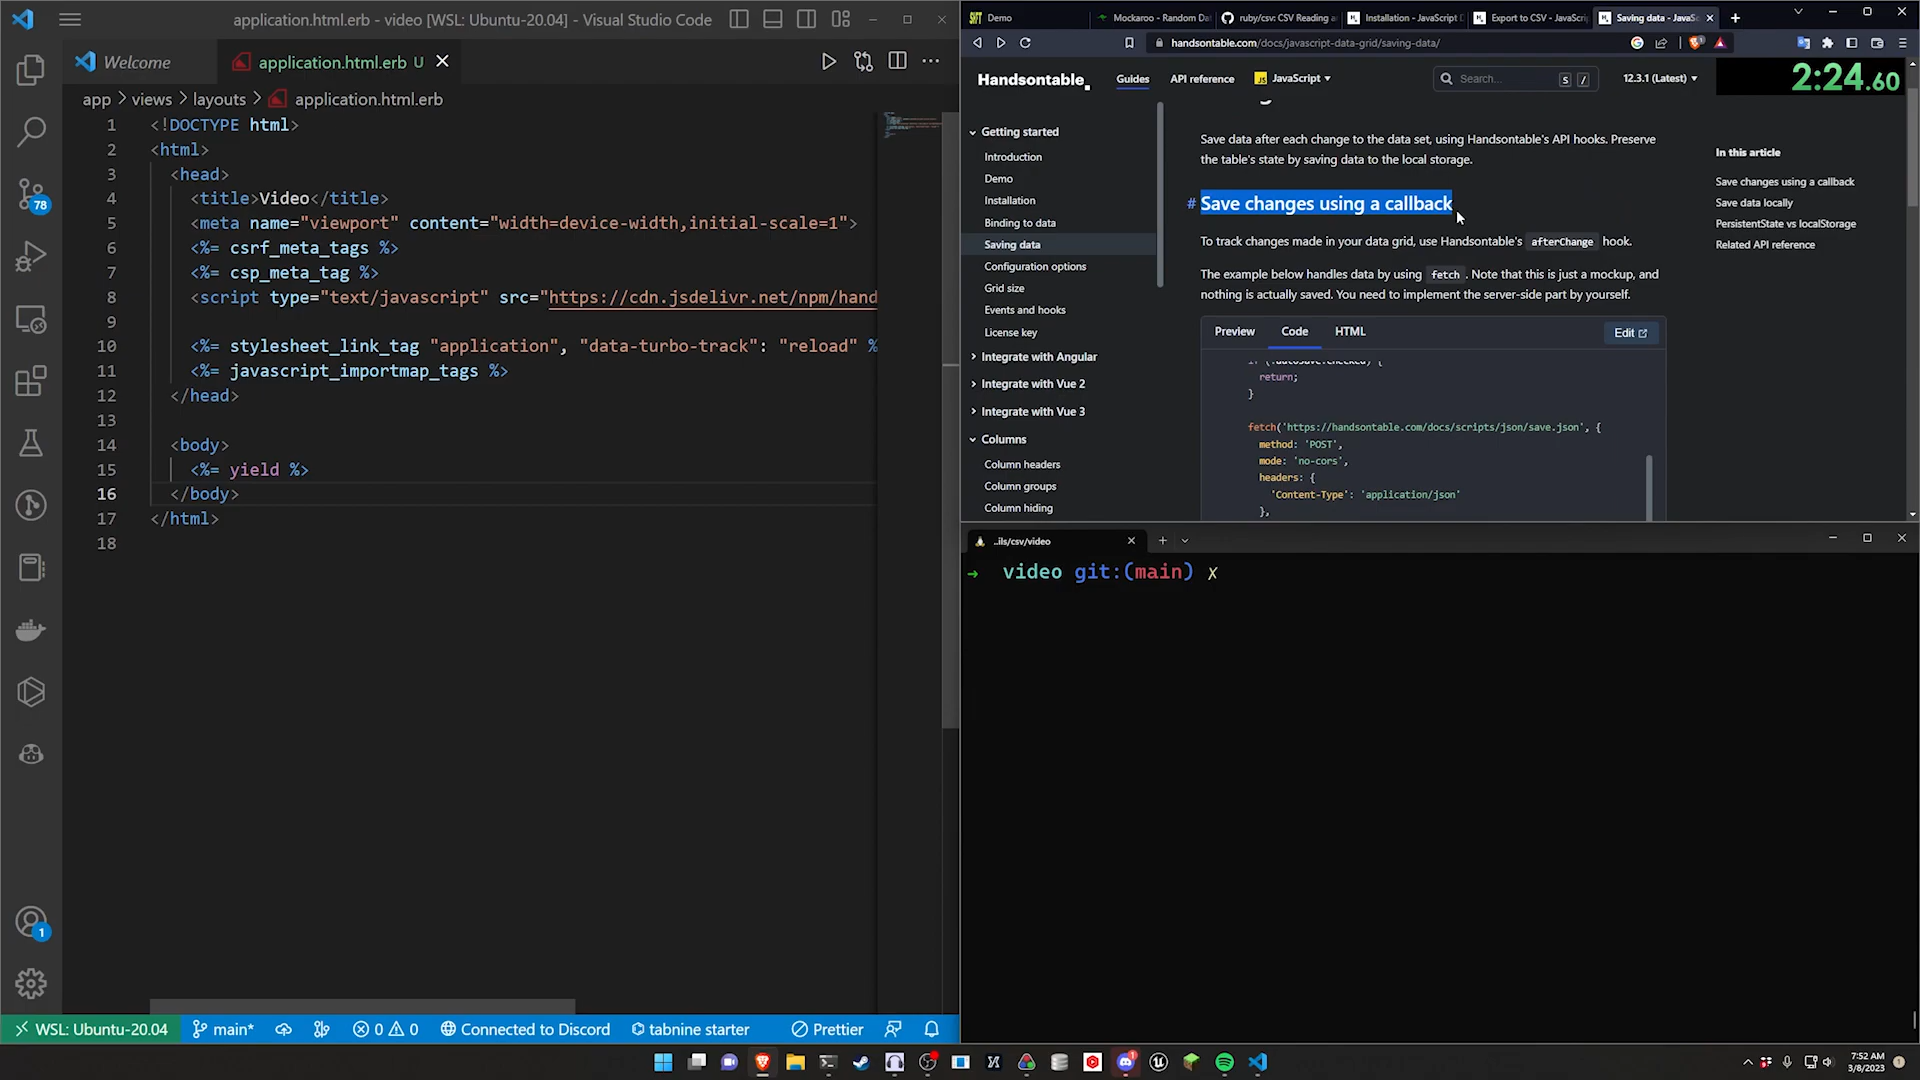 application.html.erb - video [WSL: Ubuntu-20.04] - Visual Studio Code
Welcome
application.html.erb U
app > views > layouts > application.html.erb
1 <!DOCTYPE html>
2 <html>
3 <head>
4 <title>Video</title>
5 <meta name="viewport" content="width=device-width,initial-scale=1">
6 <%= csrf_meta_tags %>
7 <%= csp_meta_tag %>
8 <script type="text/javascript" src="https://cdn.jsdelivr.net/npm/hand
9
10 <%= stylesheet_link_tag "application", "data-turbo-track": "reload" %
11 <%= javascript_importmap_tags %>
12 </head>
13
14 <body>
15 <%= yield %>
16 </body>
17 </html>
18
78
1
WSL: Ubuntu-20.04
main*
0 0
Connected to Discord
tabnine starter
Prettier
Demo
Mockaroo - Random Da
ruby/csv: CSV Reading a
Installation - JavaScript D
Export to CSV - JavaScrip
Saving data - JavaS
handsontable.com/docs/javascript-data-grid/saving-data/
Handsontable.
Guides
API reference
JS JavaScript
Search... S /
12.3.1 (Latest)
2:24.60
Getting started
Introduction
Demo
Installation
Binding to data
Saving data
Configuration options
Grid size
Events and hooks
License key
Integrate with Angular
Integrate with Vue 2
Integrate with Vue 3
Columns
Column headers
Column groups
Column hiding
Save data after each change to the data set, using Handsontable's API hooks. Preserve
the table's state by saving data to the local storage.
# Save changes using a callback
To track changes made in your data grid, use Handsontable's afterChange hook.
The example below handles data by using fetch . Note that this is just a mockup, and
nothing is actually saved. You need to implement the server-side part by yourself.
Preview Code HTML Edit
if (!autosave.checked) {
return;
}
fetch('https://handsontable.com/docs/scripts/json/save.json', {
method: 'POST',
mode: 'no-cors',
headers: {
'Content-Type': 'application/json'
},
In this article
Save changes using a callback
Save data locally
PersistentState vs localStorage
Related API reference
..ils/csv/video
→ video git:(main) x
7:52 AM
3/8/2023